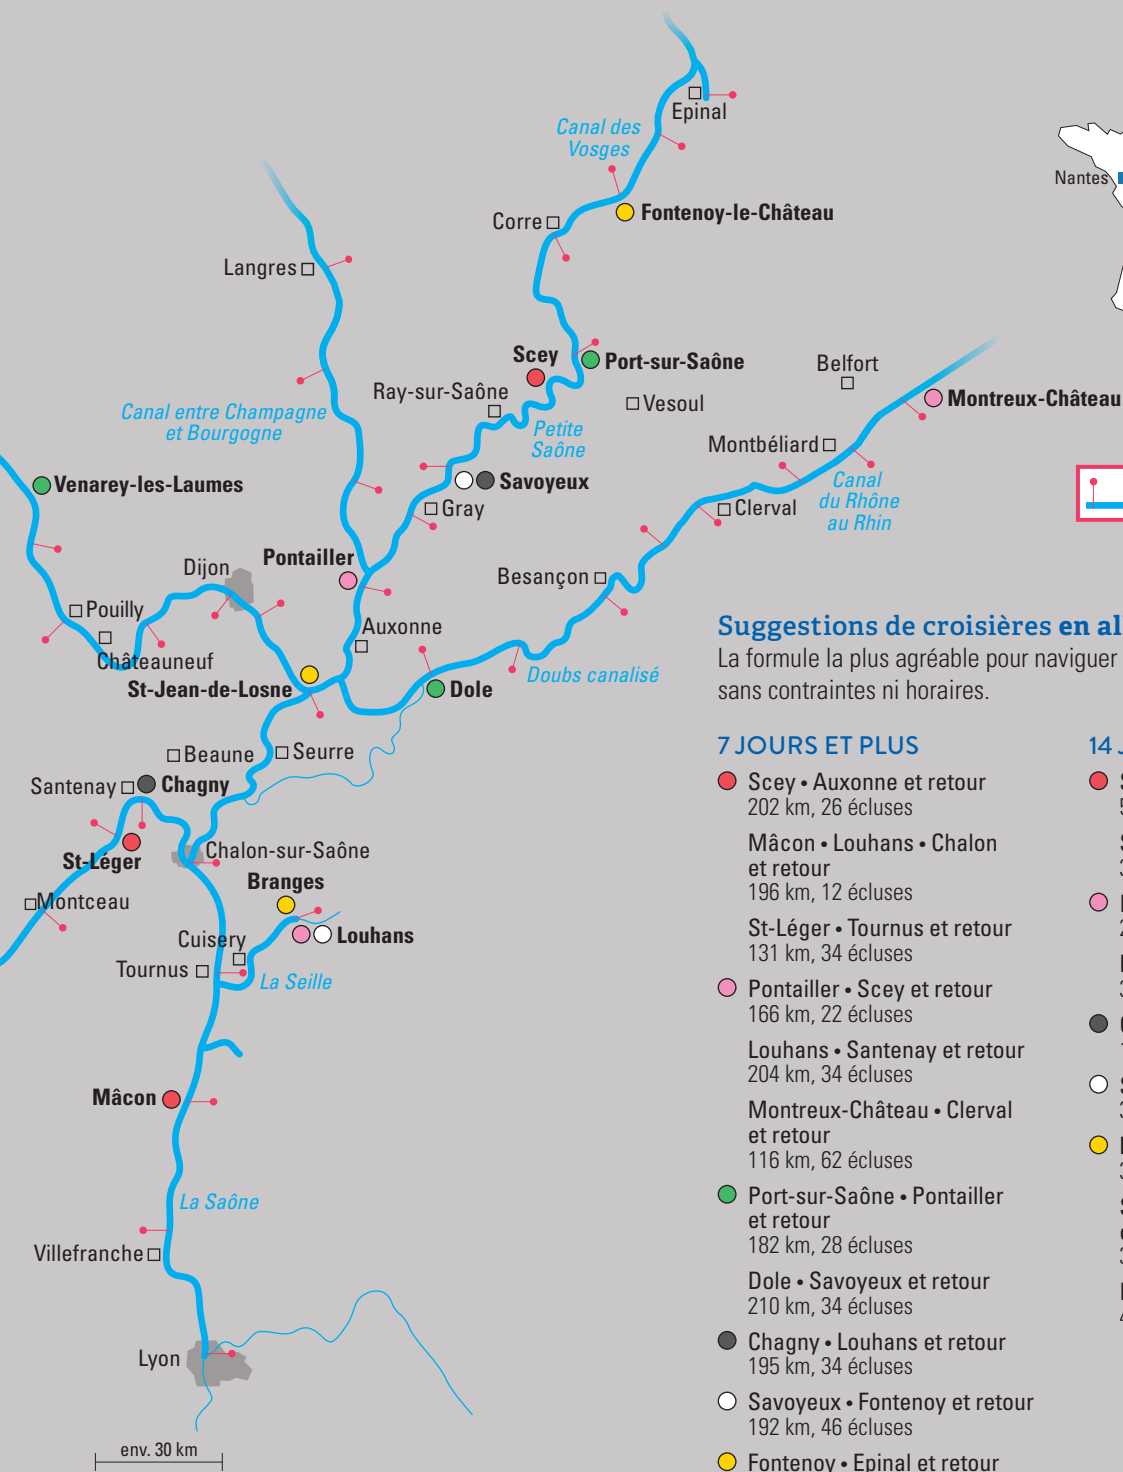 Epinal
Canal des
Vosges
Nantes
Fontenoy-le-Château
Corre
Langres
Scey
Port-sur-Saône
Belfort
Ray-sur-Saône
Montreux-Château
Vesoul
Canal entre Champagne
et Bourgogne
Petite
Saône
Montbéliard
Venarey-les-Laumes
Savoyeux
Canal
du Rhône
au Rhin
Gray
Clerval
Pontailler
Dijon
Besançon
Pouilly
Auxonne
Châteauneuf
St-Jean-de-Losne
Dole
Doubs canalisé
Beaune
Seurre
Santenay
Chagny
St-Léger
Chalon-sur-Saône
Branges
Montceau
Cuisery
Louhans
Tournus
La Seille
Mâcon
La Saône
Villefranche
Lyon
env. 30 km
Suggestions de croisières en al
La formule la plus agréable pour naviguer
sans contraintes ni horaires.
7 JOURS ET PLUS
Scey • Auxonne et retour
202 km, 26 écluses
Mâcon • Louhans • Chalon
et retour
196 km, 12 écluses
St-Léger • Tournus et retour
131 km, 34 écluses
Pontailler • Scey et retour
166 km, 22 écluses
Louhans • Santenay et retour
204 km, 34 écluses
Montreux-Château • Clerval
et retour
116 km, 62 écluses
Port-sur-Saône • Pontailler
et retour
182 km, 28 écluses
Dole • Savoyeux et retour
210 km, 34 écluses
Chagny • Louhans et retour
195 km, 34 écluses
Savoyeux • Fontenoy et retour
192 km, 46 écluses
Fontenoy • Epinal et retour
14